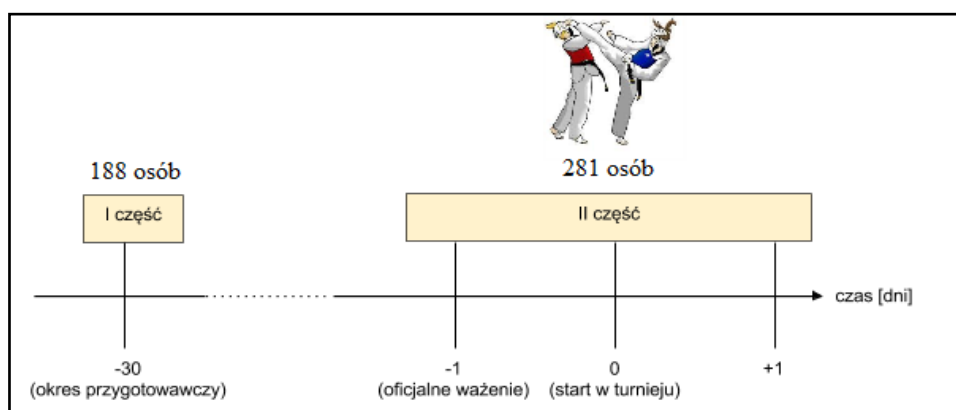 188 osób
281 osób
I część
II część
czas [dni]
-30
(okres przygotowawczy)
-1
(oficjalne ważenie)
0
(start w turnieju)
+1